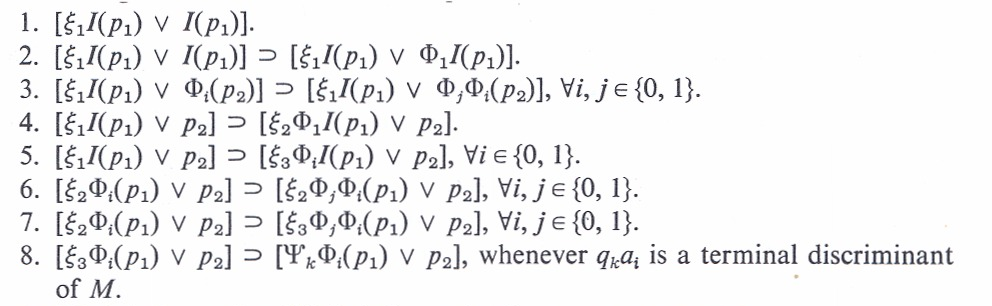 1. [ξ₁I(p₁) ∨ I(p₁)].
2. [ξ₁I(p₁) ∨ I(p₁)] ⊃ [ξ₁I(p₁) ∨ Φ₁I(p₁)].
3. [ξ₁I(p₁) ∨ Φᵢ(p₂)] ⊃ [ξ₁I(p₁) ∨ ΦⱼΦᵢ(p₂)], ∀i, j ∈ {0, 1}.
4. [ξ₁I(p₁) ∨ p₂] ⊃ [ξ₂Φ₁I(p₁) ∨ p₂].
5. [ξ₁I(p₁) ∨ p₂] ⊃ [ξ₃ΦᵢI(p₁) ∨ p₂], ∀i ∈ {0, 1}.
6. [ξ₂Φᵢ(p₁) ∨ p₂] ⊃ [ξ₂ΦⱼΦᵢ(p₁) ∨ p₂], ∀i, j ∈ {0, 1}.
7. [ξ₂Φᵢ(p₁) ∨ p₂] ⊃ [ξ₃ΦⱼΦᵢ(p₁) ∨ p₂], ∀i, j ∈ {0, 1}.
8. [ξ₃Φᵢ(p₁) ∨ p₂] ⊃ [ΨₖΦᵢ(p₁) ∨ p₂], whenever qₖaᵢ is a terminal discriminant
of M.